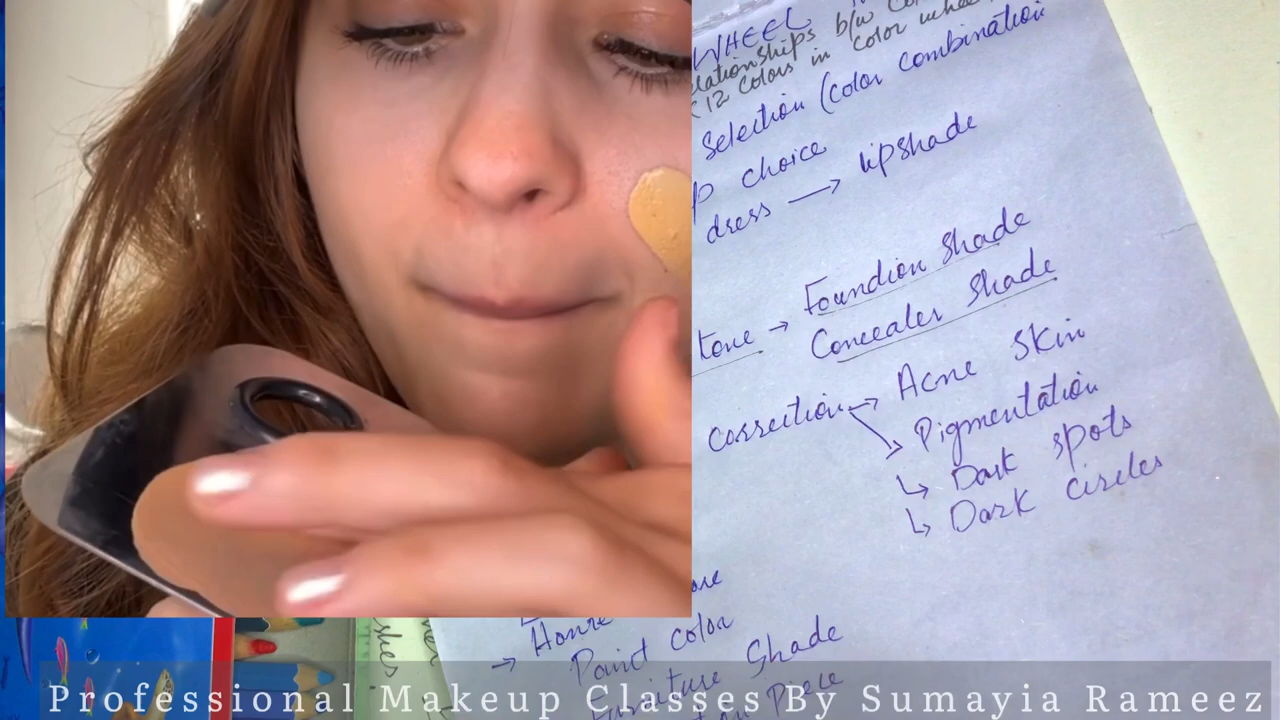 WHEEL
relationships b/w
(12 colors in color wheel
Selection (color combination
choice
dress → lipshade
tone → Foundion Shade
Concealer Shade
correction → Acne Skin
Pigmentation
↳ Dark spots
↳ Dark circles
→ Home
Paint color
Furniture Shade
Piece
Professional Makeup Classes By Sumayia Rameez